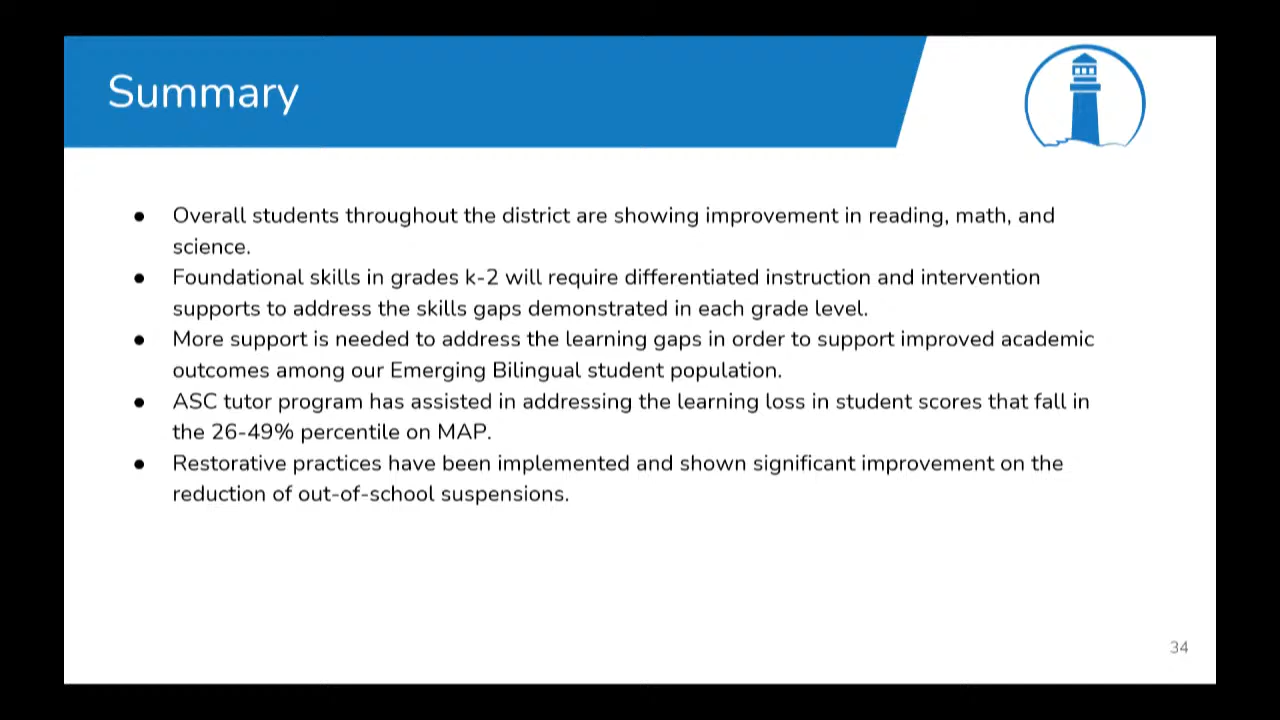 Summary
● Overall students throughout the district are showing improvement in reading, math, and
science.
● Foundational skills in grades k-2 will require differentiated instruction and intervention
supports to address the skills gaps demonstrated in each grade level.
● More support is needed to address the learning gaps in order to support improved academic
outcomes among our Emerging Bilingual student population.
● ASC tutor program has assisted in addressing the learning loss in student scores that fall in
the 26-49% percentile on MAP.
● Restorative practices have been implemented and shown significant improvement on the
reduction of out-of-school suspensions.
34